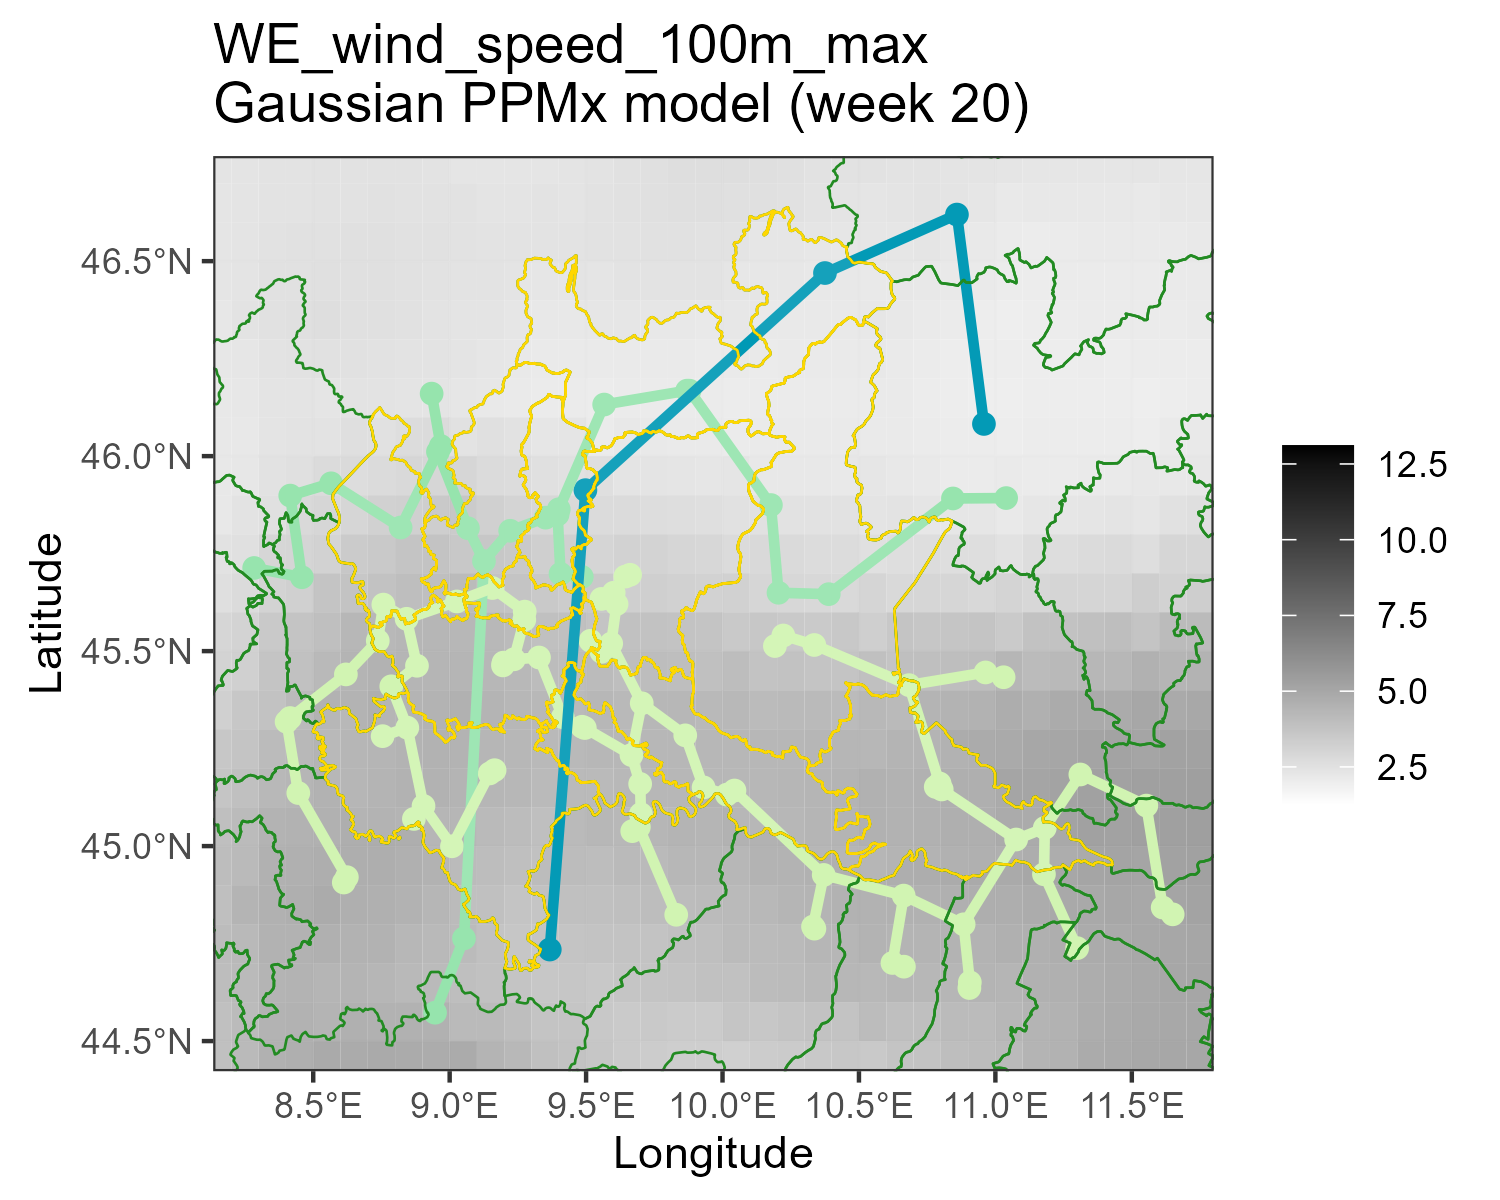 WE_wind_speed_100m_max
Gaussian PPMx model (week 20)
46.5°N
46.0°N
45.5°N
45.0°N
44.5°N
Latitude
8.5°E 9.0°E 9.5°E 10.0°E 10.5°E 11.0°E 11.5°E
Longitude
12.5
10.0
7.5
5.0
2.5